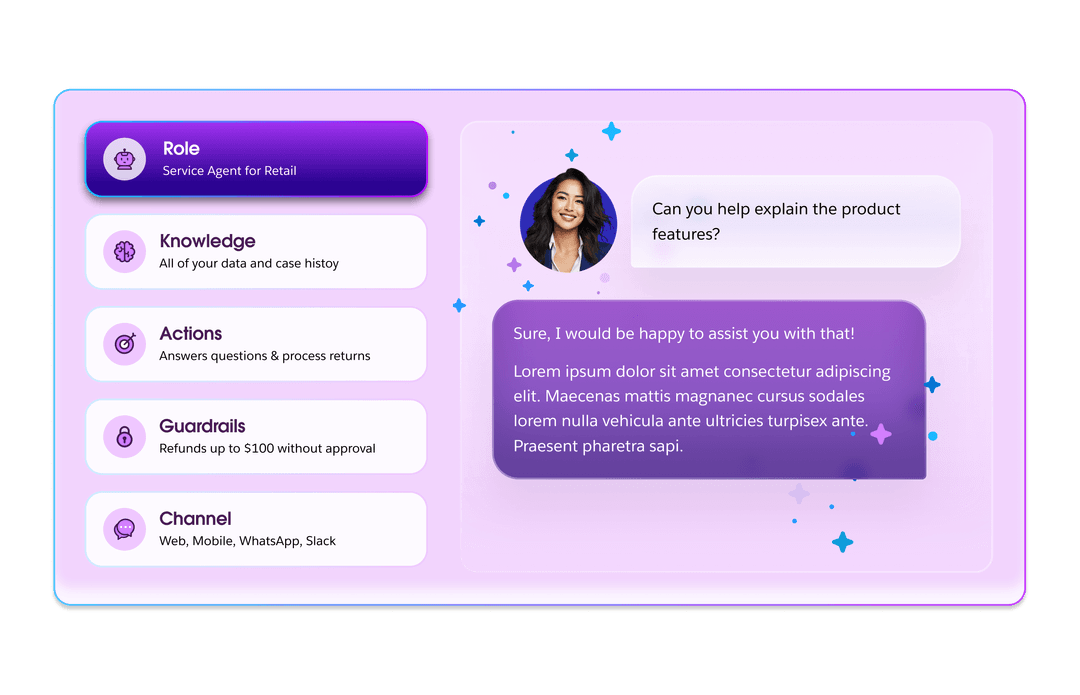 Role
Service Agent for Retail
Knowledge
All of your data and case histoy
Actions
Answers questions & process returns
Guardrails
Refunds up to $100 without approval
Channel
Web, Mobile, WhatsApp, Slack
Can you help explain the product
features?
Sure, I would be happy to assist you with that!
Lorem ipsum dolor sit amet consectetur adipiscing
elit. Maecenas mattis magnanec cursus sodales
lorem nulla vehicula ante ultricies turpisex ante.
Praesent pharetra sapi.